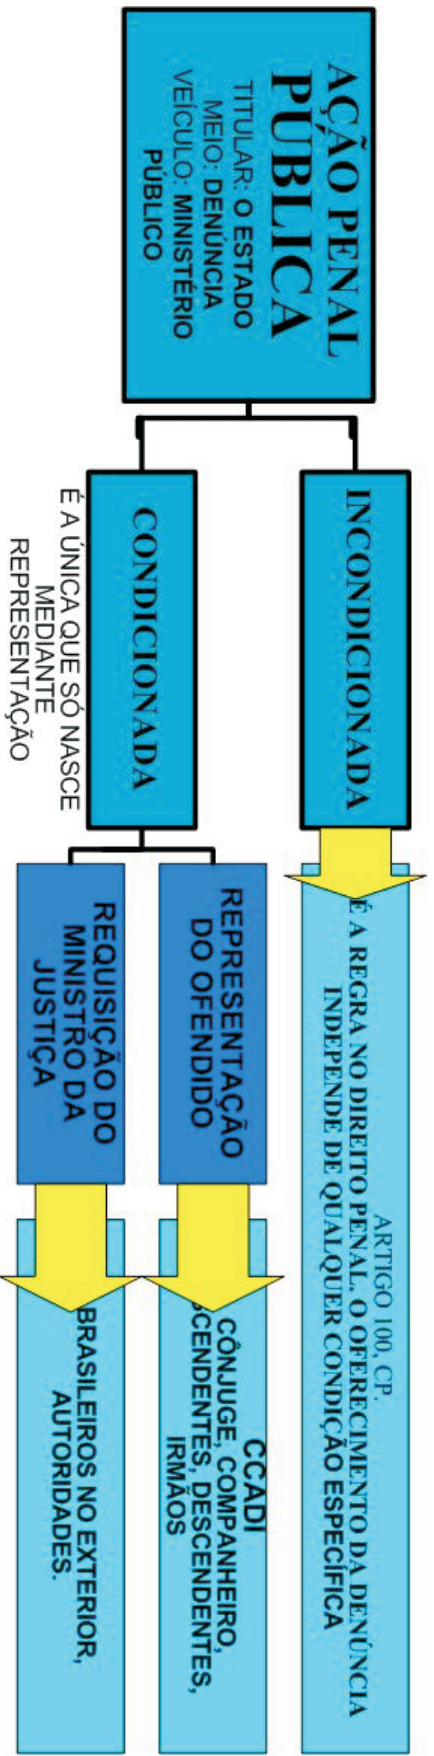 AÇÃO PENAL
PÚBLICA
TITULAR: O ESTADO
MEIO: DENÚNCIA
VEÍCULO: MINISTÉRIO
PÚBLICO
INCONDICIONADA
ARTIGO 100, CP.
É A REGRA NO DIREITO PENAL. O OFERECIMENTO DA DENÚNCIA
INDEPENDE DE QUALQUER CONDIÇÃO ESPECÍFICA
CONDICIONADA
É A ÚNICA QUE SÓ NASCE
MEDIANTE
REPRESENTAÇÃO
REPRESENTAÇÃO
DO OFENDIDO
CCADI
CÔNJUGE, COMPANHEIRO,
SCENDENTES, DESCENDENTES,
IRMÃOS
REQUISIÇÃO DO
MINISTRO DA
JUSTIÇA
BRASILEIROS NO EXTERIOR,
AUTORIDADES.